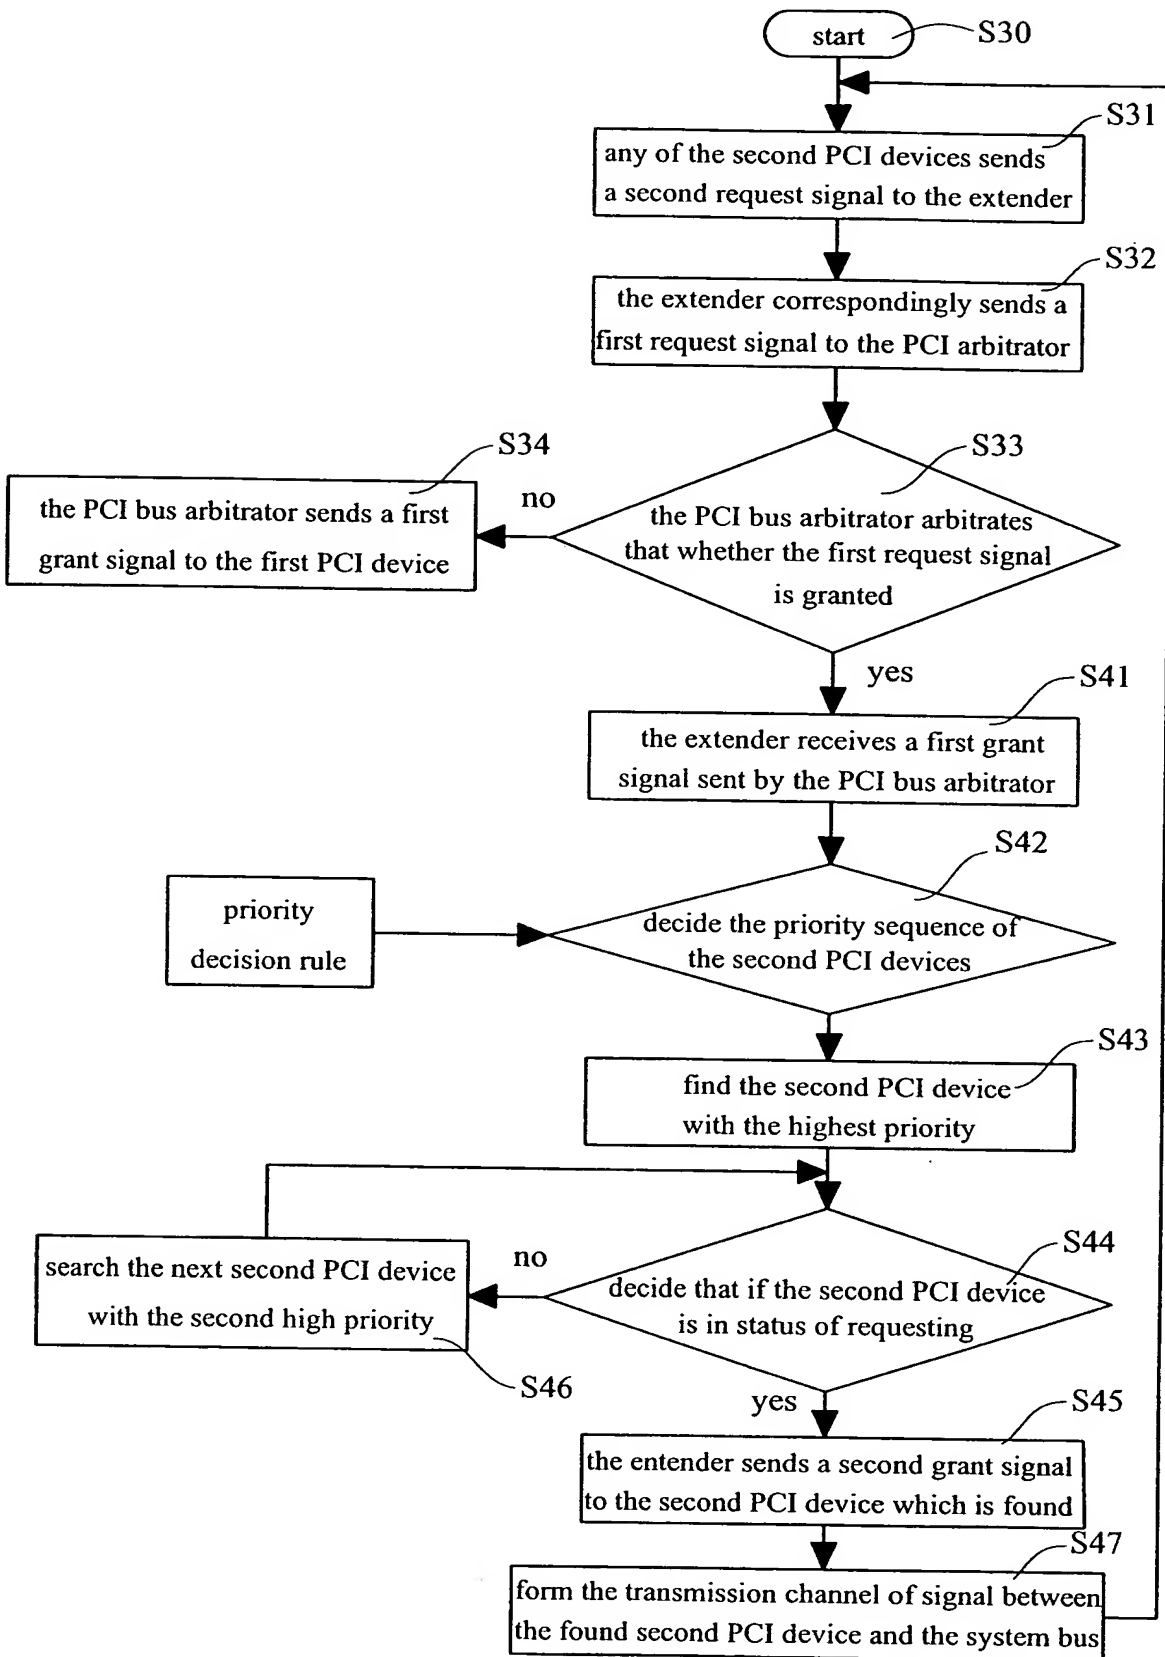 start
S30
S31
any of the second PCI devices sends
a second request signal to the extender
S32
the extender correspondingly sends a
first request signal to the PCI arbitrator
S33
the PCI bus arbitrator arbitrates
that whether the first request signal
is granted
no
S34
the PCI bus arbitrator sends a first
grant signal to the first PCI device
yes
S41
the extender receives a first grant
signal sent by the PCI bus arbitrator
S42
priority
decision rule
decide the priority sequence of
the second PCI devices
S43
find the second PCI device
with the highest priority
S44
decide that if the second PCI device
is in status of requesting
no
search the next second PCI device
with the second high priority
S46
yes
S45
the entender sends a second grant signal
to the second PCI device which is found
S47
form the transmission channel of signal between
the found second PCI device and the system bus